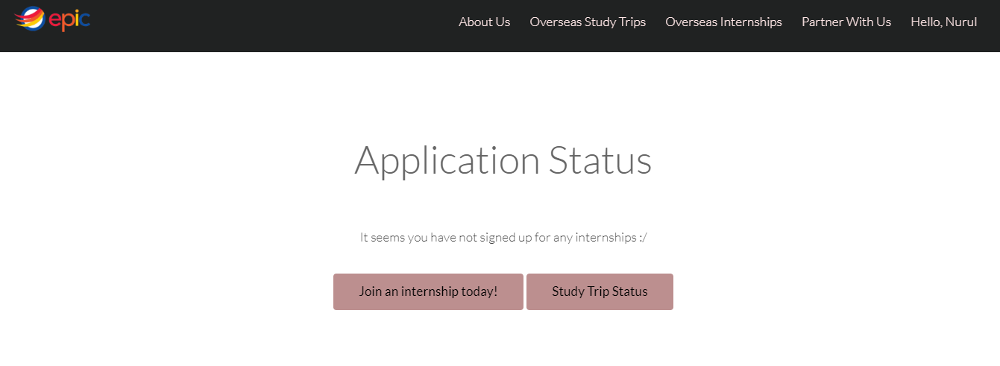 epic
About Us
Overseas Study Trips
Overseas Internships
Partner With Us
Hello, Nurul
Application Status
It seems you have not signed up for any internships :/
Join an internship today!
Study Trip Status